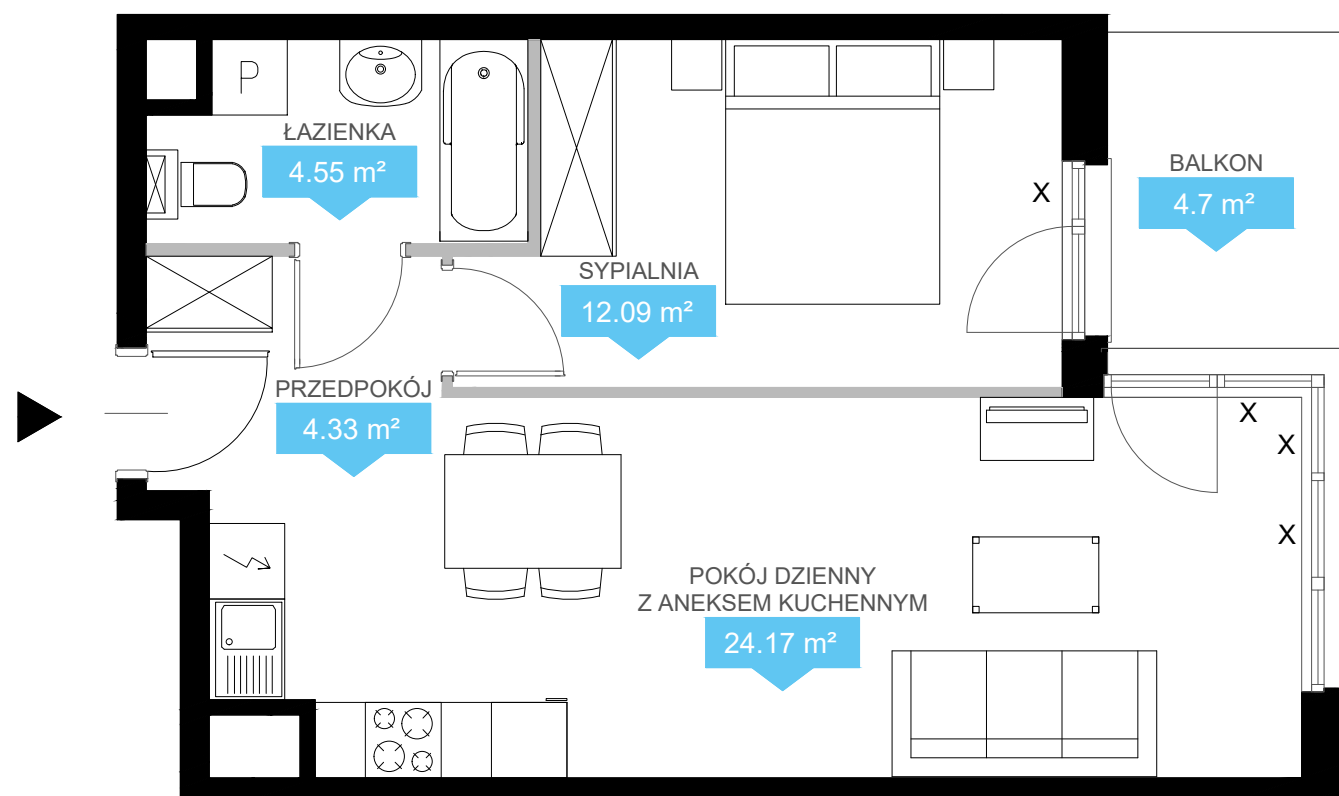 P
ŁAZIENKA
4.55 m²
BALKON
4.7 m²
X
SYPIALNIA
12.09 m²
PRZEDPOKÓJ
4.33 m²
X
X
X
POKÓJ DZIENNY
Z ANEKSEM KUCHENNYM
24.17 m²